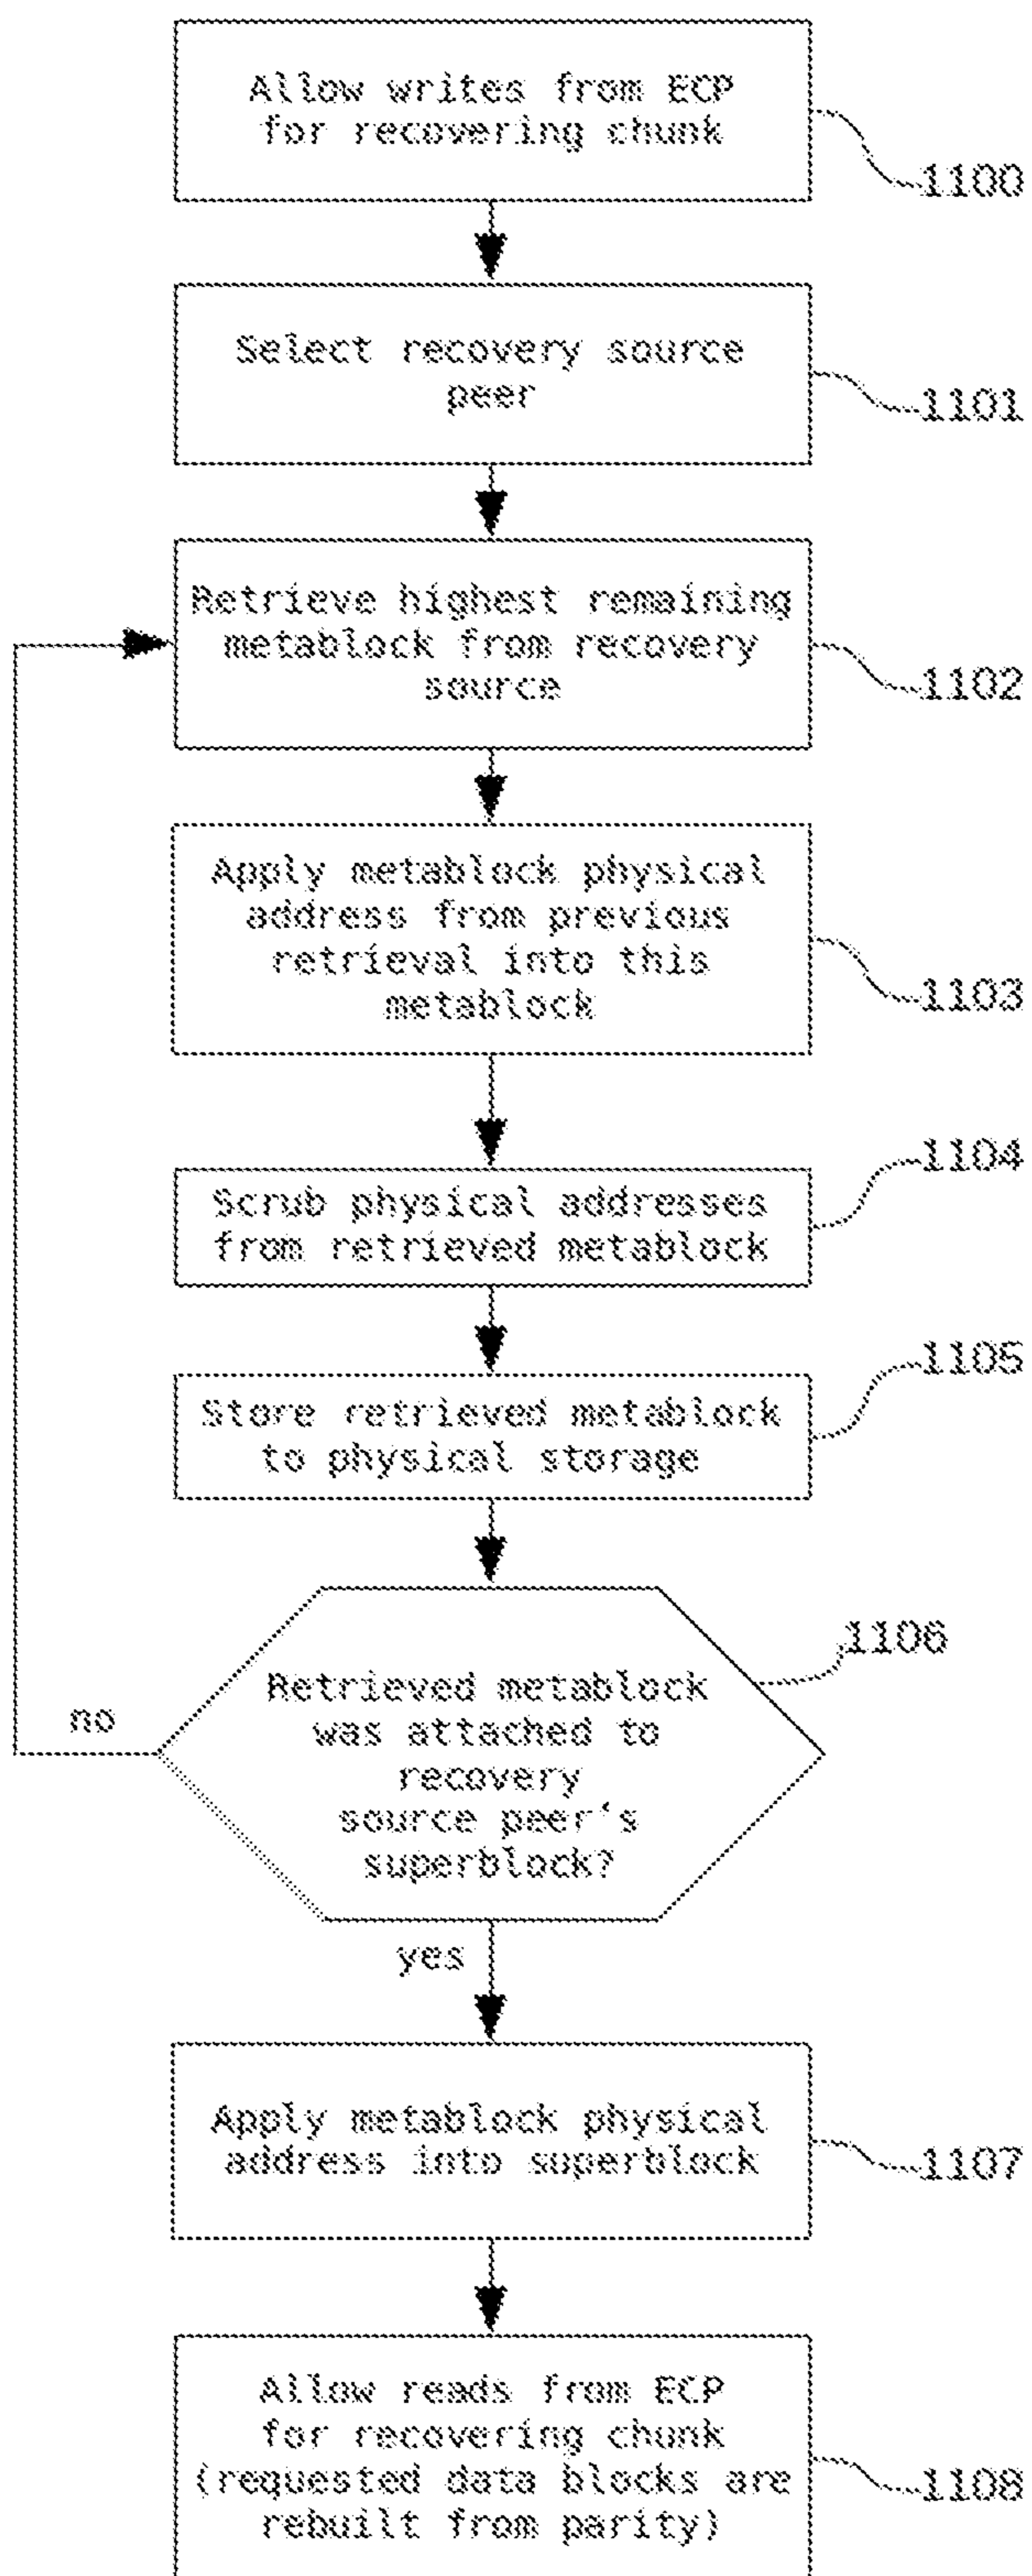 Allow writes from ECP
for recovering chunk
1100
Select recovery source
peer
1101
Retrieve highest remaining
metablock from recovery
source
1102
Apply metablock physical
address from previous
retrieval into this
metablock
1103
1104
Scrub physical addresses
from retrieved metablock
1105
Store retrieved metablock
to physical storage
1106
Retrieved metablock
was attached to
recovery
source peer‘s
superblock?
no
yes
Apply metablock physical
address into superblock
1107
Allow reads from ECP
for recovering chunk
(requested data blocks are
rebuilt from parity)
1108